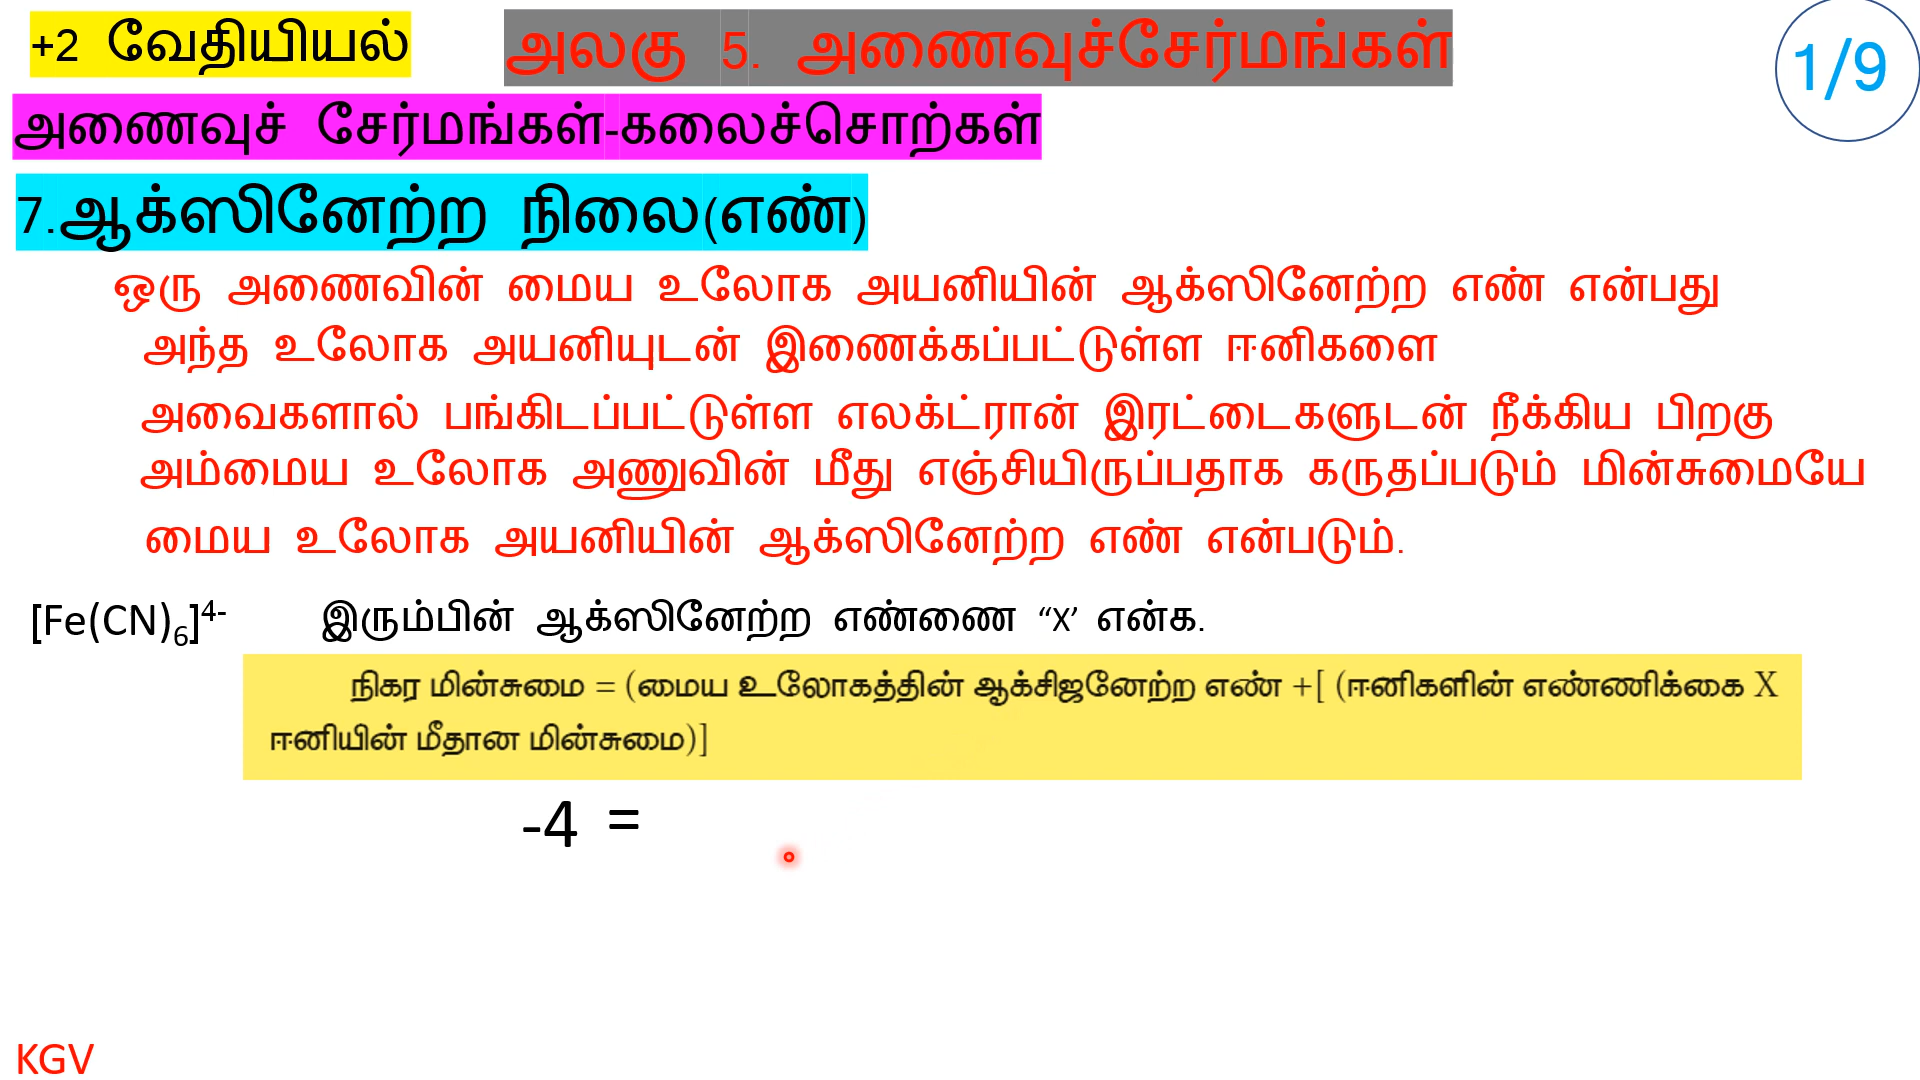 +2 வேதியியல்
அலகு 5. அணைவுச்சேர்மங்கள்
1/9
அணைவுச் சேர்மங்கள்-கலைச்சொற்கள்
7.ஆக்ஸினேற்ற நிலை(எண்)
ஒரு அணைவின் மைய உலோக அயனியின் ஆக்ஸினேற்ற எண் என்பது
அந்த உலோக அயனியுடன் இணைக்கப்பட்டுள்ள ஈனிகளை
அவைகளால் பங்கிடப்பட்டுள்ள எலக்ட்ரான் இரட்டைகளுடன் நீக்கிய பிறகு
அம்மைய உலோக அணுவின் மீது எஞ்சியிருப்பதாக கருதப்படும் மின்சுமையே
மைய உலோக அயனியின் ஆக்ஸினேற்ற எண் என்படும்.
[Fe(CN)₆]⁴⁻ இரும்பின் ஆக்ஸினேற்ற எண்ணை “X’ என்க.
நிகர மின்சுமை = (மைய உலோகத்தின் ஆக்சிஜனேற்ற எண் +[ (ஈனிகளின் எண்ணிக்கை X
ஈனியின் மீதான மின்சுமை)]
-4 =
KGV